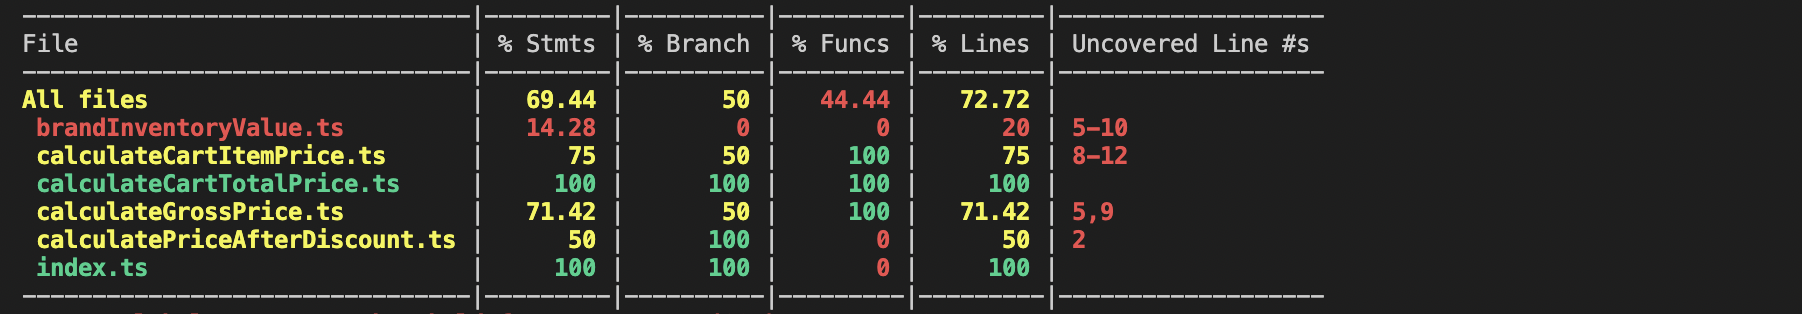 File | % Stmts | % Branch | % Funcs | % Lines | Uncovered Line #s
All files | 69.44 | 50 | 44.44 | 72.72 |
brandInventoryValue.ts | 14.28 | 0 | 0 | 20 | 5-10
calculateCartItemPrice.ts | 75 | 50 | 100 | 75 | 8-12
calculateCartTotalPrice.ts | 100 | 100 | 100 | 100 |
calculateGrossPrice.ts | 71.42 | 50 | 100 | 71.42 | 5,9
calculatePriceAfterDiscount.ts | 50 | 100 | 0 | 50 | 2
index.ts | 100 | 100 | 0 | 100 |